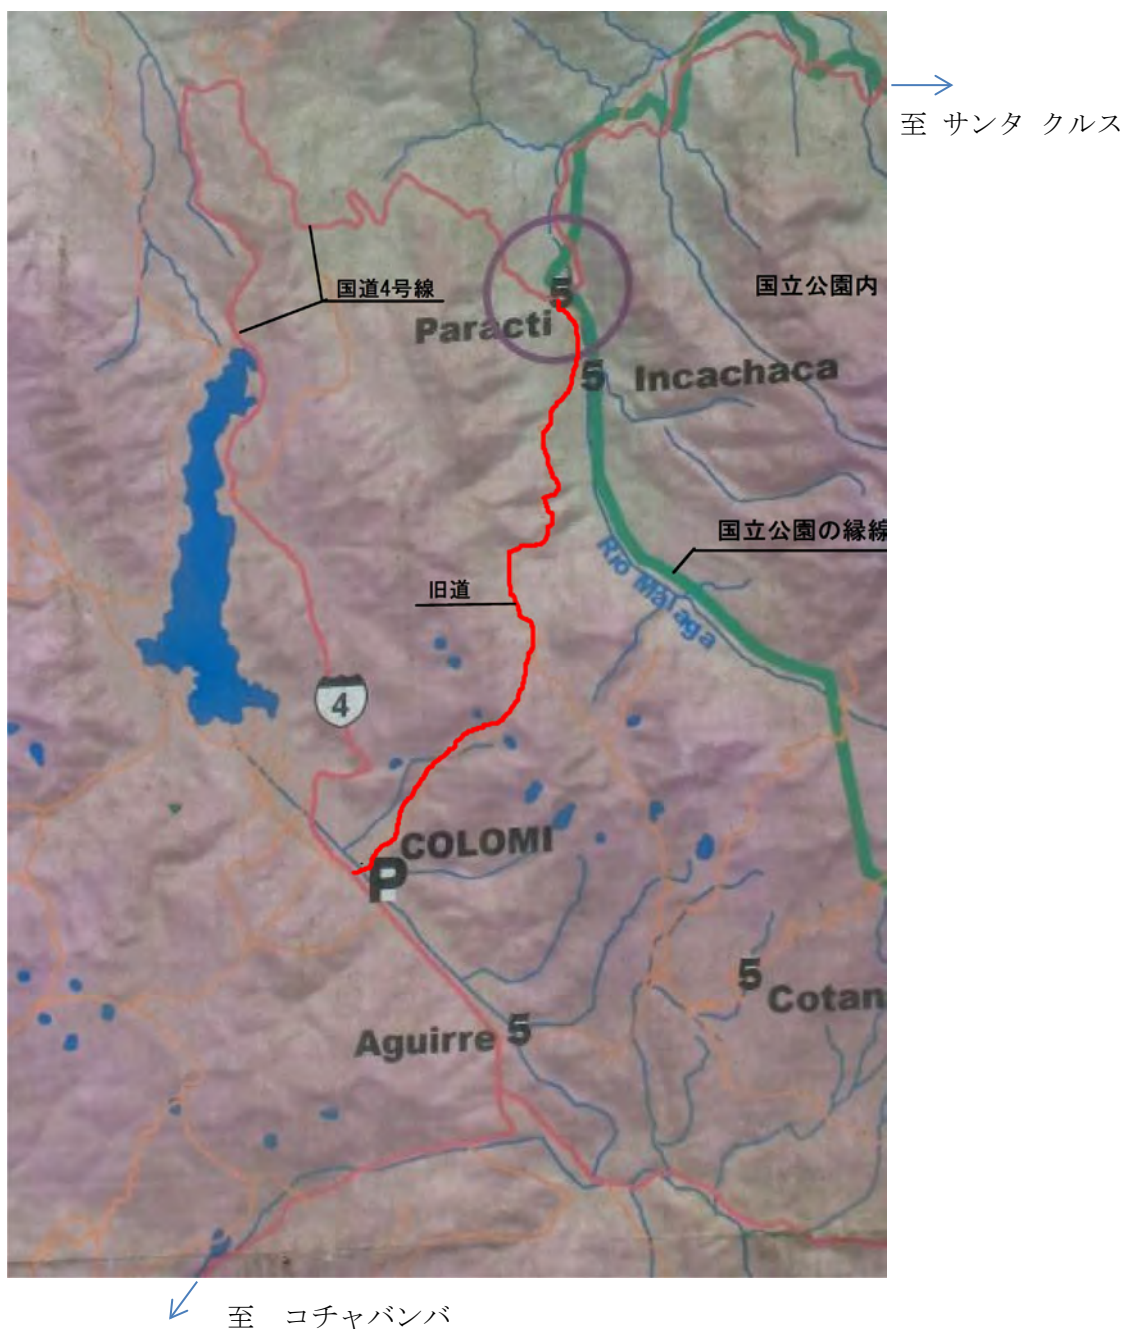 至 サンタ クルス
国立公園内
国道4号線
5
Paracti
5 Incachaca
国立公園の縁線
Rio Malaga
旧道
4
COLOMI
P
5
Cotan
Aguirre 5
至 コチャバンバ